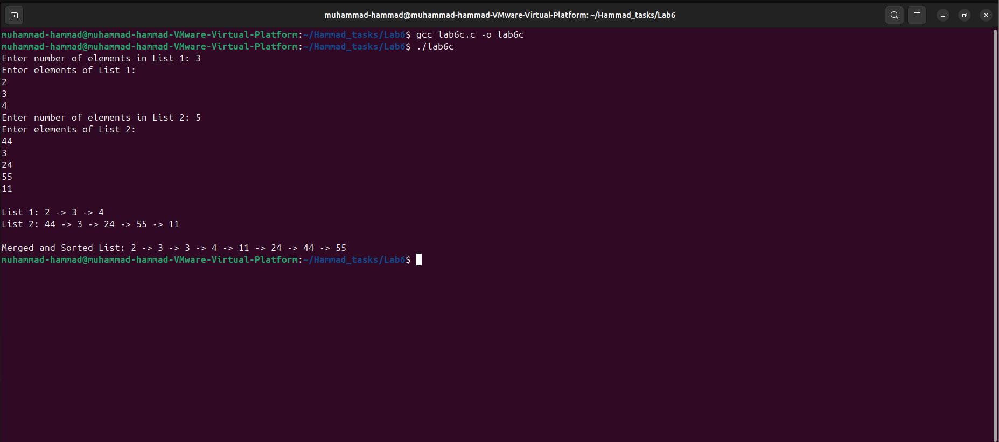 muhammad-hammad@muhammad-hammad-VMware-Virtual-Platform: ~/Hammad_tasks/Lab6
muhammad-hammad@muhammad-hammad-VMware-Virtual-Platform:~/Hammad_tasks/Lab6$ gcc lab6c.c -o lab6c
muhammad-hammad@muhammad-hammad-VMware-Virtual-Platform:~/Hammad_tasks/Lab6$ ./lab6c
Enter number of elements in List 1: 3
Enter elements of List 1:
2
3
4
Enter number of elements in List 2: 5
Enter elements of List 2:
44
3
24
55
11
List 1: 2 -> 3 -> 4
List 2: 44 -> 3 -> 24 -> 55 -> 11
Merged and Sorted List: 2 -> 3 -> 3 -> 4 -> 11 -> 24 -> 44 -> 55
muhammad-hammad@muhammad-hammad-VMware-Virtual-Platform:~/Hammad_tasks/Lab6$